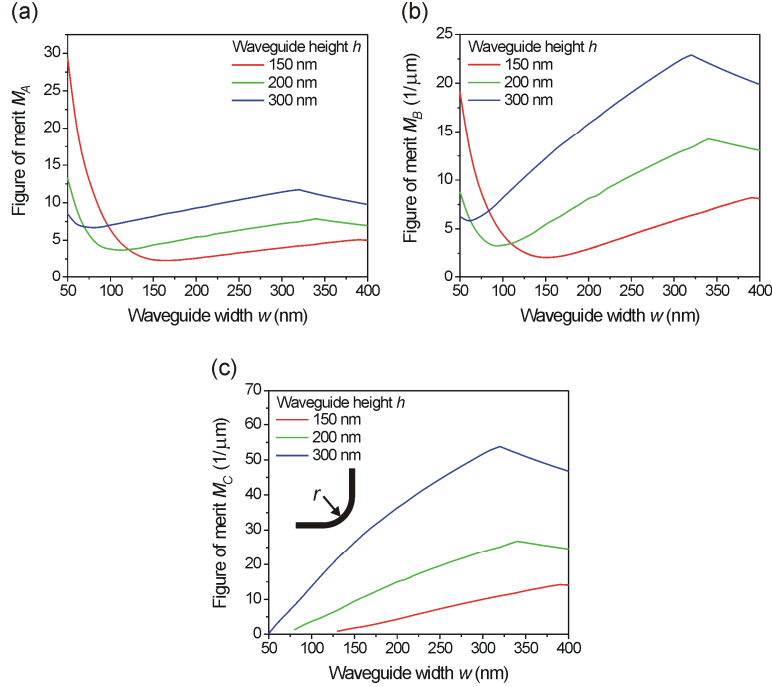 (a)
Figure of merit M_A
30
25
20
15
10
5
0
Waveguide height h
150 nm
200 nm
300 nm
50 100 150 200 250 300 350 400
Waveguide width w (nm)
(b)
Figure of merit M_B (1/μm)
25
20
15
10
5
0
Waveguide height h
150 nm
200 nm
300 nm
50 100 150 200 250 300 350 400
Waveguide width w (nm)
(c)
Figure of merit M_C (1/μm)
70
60
50
40
30
20
10
0
Waveguide height h
150 nm
200 nm
300 nm
r
50 100 150 200 250 300 350 400
Waveguide width w (nm)